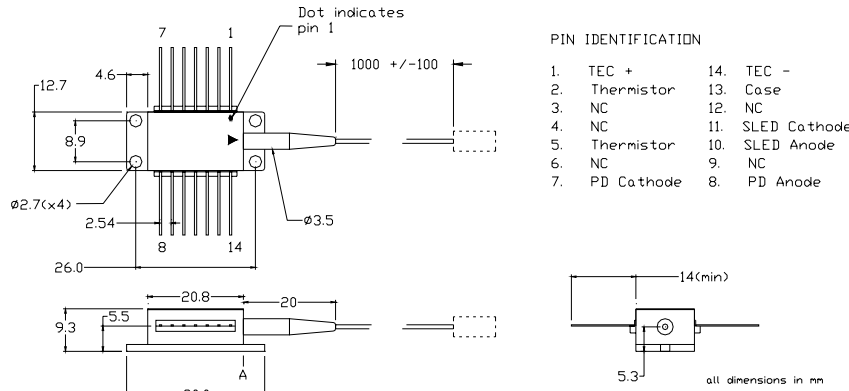 Dot indicates
pin 1
7
1
4.6
12.7
8.9
1000 +/-100
Ø2.7(x4)
2.54
Ø3.5
8
14
26.0
PIN IDENTIFICATION
1. TEC + 14. TEC -
2. Thermistor 13. Case
3. NC 12. NC
4. NC 11. SLED Cathode
5. Thermistor 10. SLED Anode
6. NC 9. NC
7. PD Cathode 8. PD Anode
20.8
20
5.5
9.3
A
14(min)
5.3
all dimensions in mm